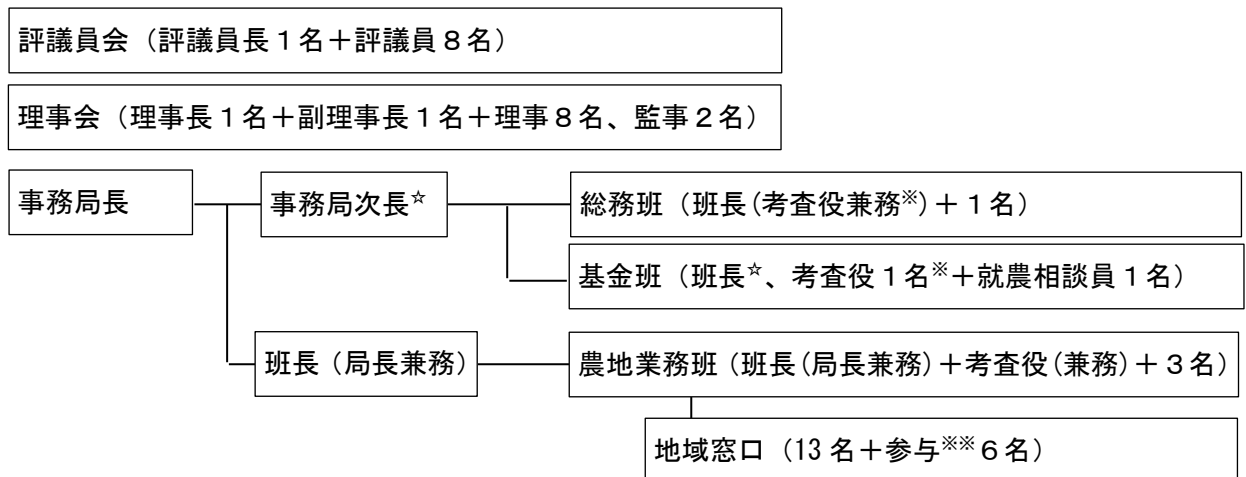 評議員会（評議員長１名＋評議員８名）
理事会（理事長１名＋副理事長１名＋理事８名、監事２名）
事務局長
事務局次長☆
総務班（班長(考査役兼務※)＋１名）
基金班（班長☆、考査役１名※＋就農相談員１名）
班長（局長兼務）
農地業務班（班長(局長兼務)＋考査役(兼務)＋３名）
地域窓口（13名＋参与※※６名）